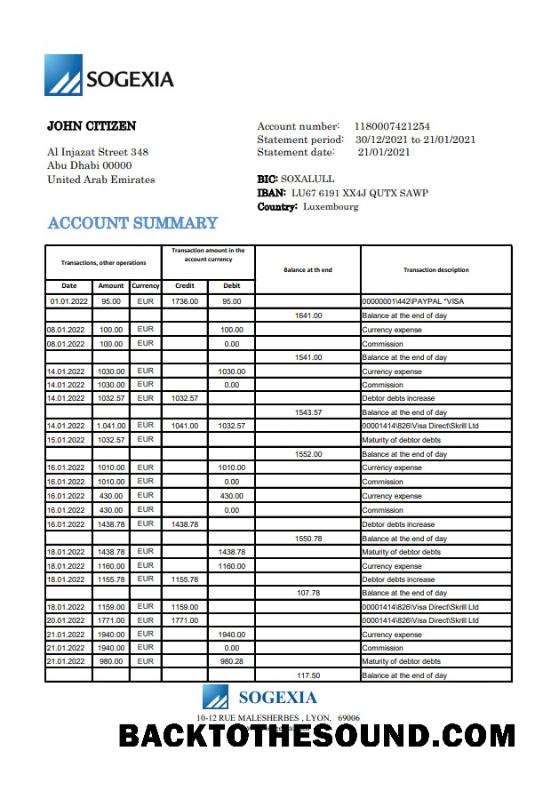 SOGEXIA
JOHN CITIZEN
Al Injazat Street 348
Abu Dhabi 00000
United Arab Emirates
Account number: 1180007421254
Statement period: 30/12/2021 to 21/01/2021
Statement date: 21/01/2021
BIC: SOXALULL
IBAN: LU67 6191 XX4J QUTX SAWP
Country: Luxembourg
ACCOUNT SUMMARY
Transactions, other operations
Transaction amount in the
account currency
Balance at th end
Transaction description
Date Amount Currency Credit Debit
01.01.2022 95.00 EUR 1736.00 95.00 00000001\442\PAYPAL *VISA
1641.00 Balance at the end of day
08.01.2022 100.00 EUR 100.00 Currency expense
08.01.2022 100.00 EUR 0.00 Commission
1541.00 Balance at the end of day
14.01.2022 1030.00 EUR 1030.00 Currency expense
14.01.2022 1030.00 EUR 0.00 Commission
14.01.2022 1032.57 EUR 1032.57 Debtor debts increase
1543.57 Balance at the end of day
14.01.2022 1.041.00 EUR 1041.00 1032.57 00001414\826\Visa Direct\Skrill Ltd
15.01.2022 1032.57 EUR Maturity of debtor debts
1552.00 Balance at the end of day
16.01.2022 1010.00 EUR 1010.00 Currency expense
16.01.2022 1010.00 EUR 0.00 Commission
16.01.2022 430.00 EUR 430.00 Currency expense
16.01.2022 430.00 EUR 0.00 Commission
16.01.2022 1438.78 EUR 1438.78 Debtor debts increase
1550.78 Balance at the end of day
18.01.2022 1438.78 EUR 1438.78 Maturity of debtor debts
18.01.2022 1160.00 EUR 1160.00 Currency expense
18.01.2022 1155.78 EUR 1155.78 Debtor debts increase
107.78 Balance at the end of day
18.01.2022 1159.00 EUR 1159.00 00001414\826\Visa Direct\Skrill Ltd
20.01.2022 1771.00 EUR 1771.00 00001414\826\Visa Direct\Skrill Ltd
21.01.2022 1940.00 EUR 1940.00 Currency expense
21.01.2022 1940.00 EUR 0.00 Commission
21.01.2022 980.00 EUR 980.28 Maturity of debtor debts
117.50 Balance at the end of day
SOGEXIA
10-12 RUE MALESHERBES , LYON, 69006
BACKTOTHESOUND.COM